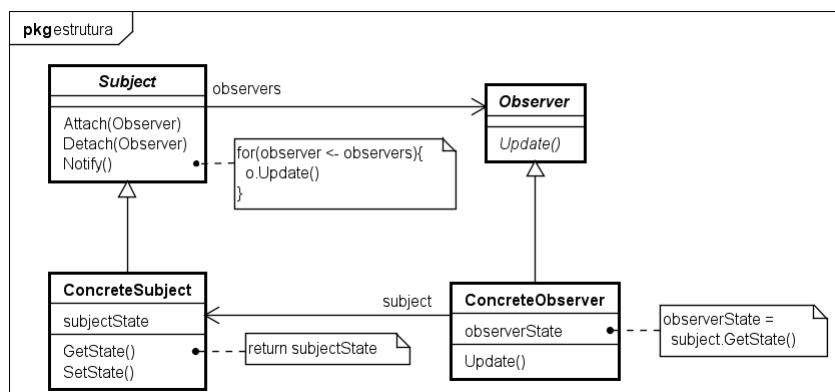 pkg estrutura
Subject
observers
Observer
Attach(Observer)
Detach(Observer)
Notify()
for(observer <- observers){
o.Update()
}
Update()
ConcreteSubject
subjectState
GetState()
SetState()
return subjectState
subject
ConcreteObserver
observerState
Update()
observerState =
subject.GetState()